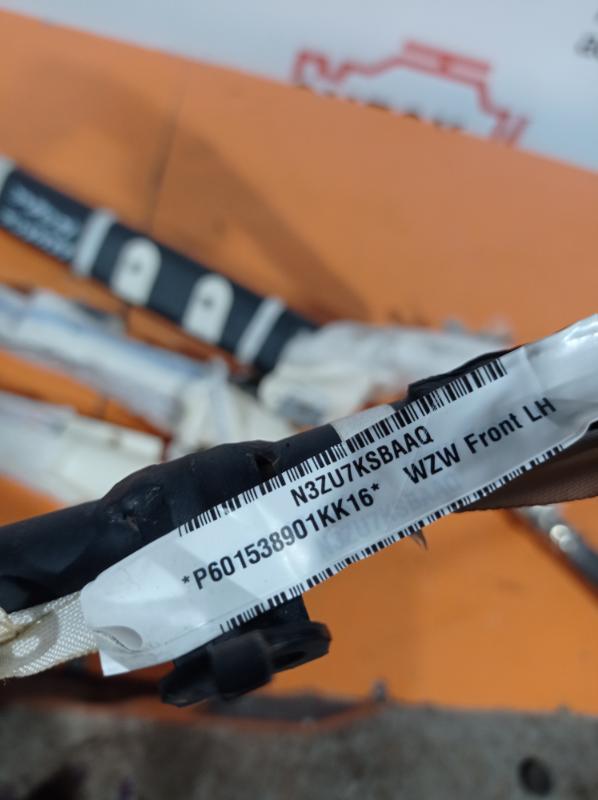 N3ZU7KSBAAQ
*P601538901KK16* WZW Front LH